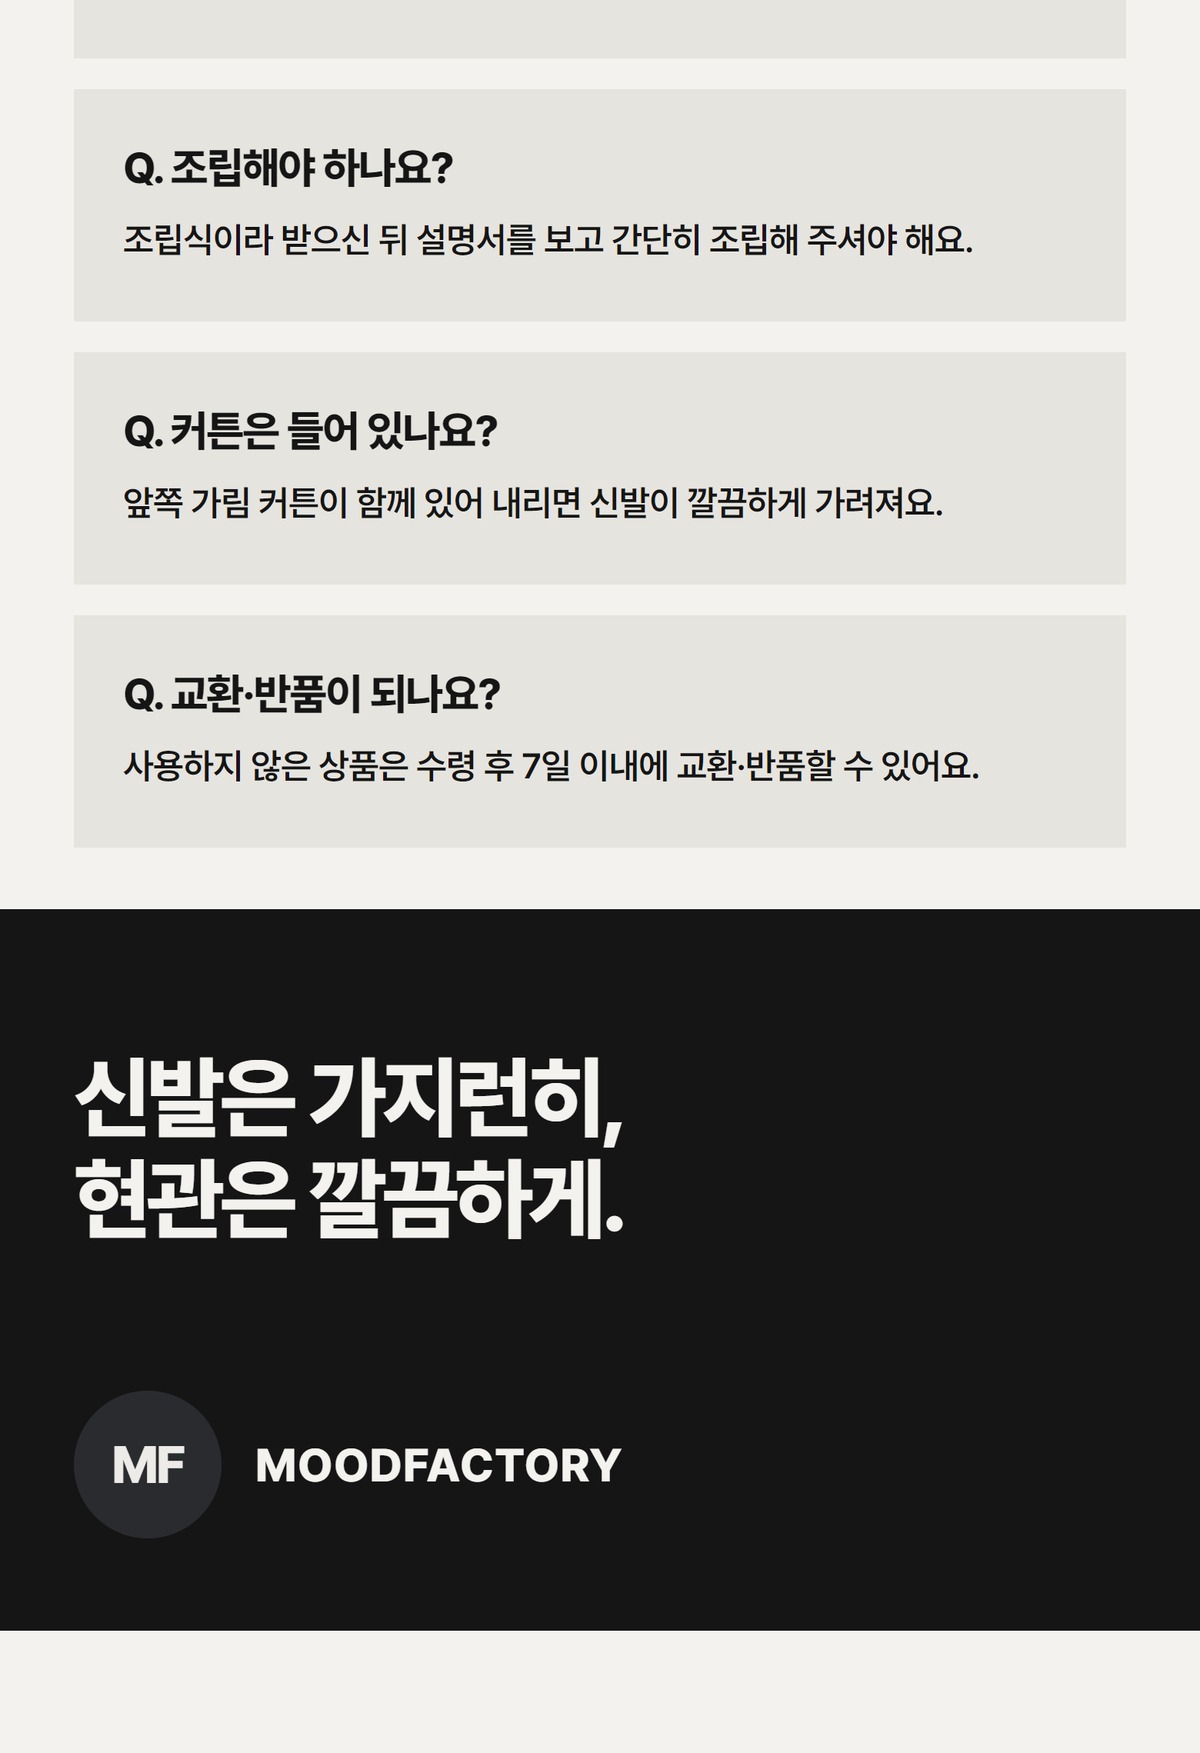 Q. 조립해야 하나요?
조립식이라 받으신 뒤 설명서를 보고 간단히 조립해 주셔야 해요.
Q. 커튼은 들어 있나요?
앞쪽 가림 커튼이 함께 있어 내리면 신발이 깔끔하게 가려져요.
Q. 교환·반품이 되나요?
사용하지 않은 상품은 수령 후 7일 이내에 교환·반품할 수 있어요.
신발은 가지런히,
현관은 깔끔하게.
MF MOODFACTORY